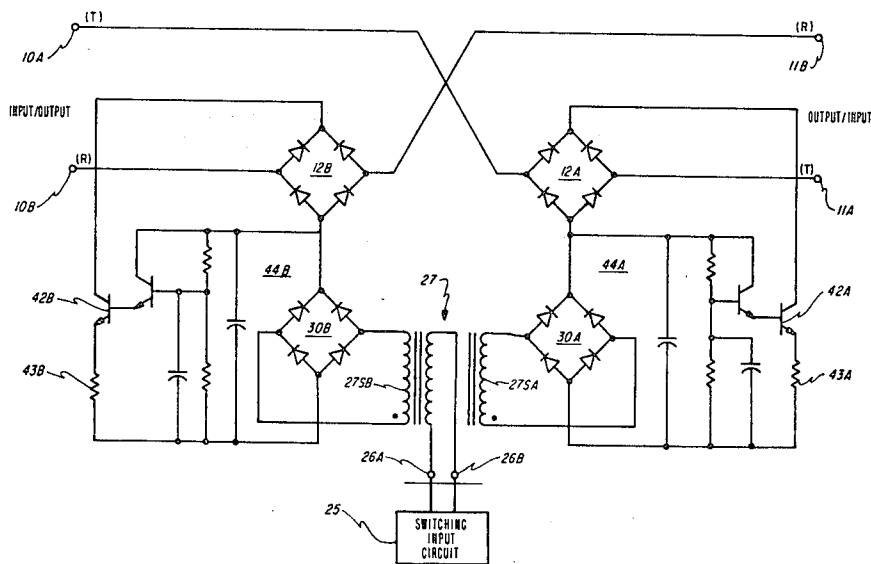 (T)
10A
(R)
11B
INPUT/OUTPUT
OUTPUT/INPUT
(R)
12B
12A
(T)
10B
11A
44B
44A
27
42B
42A
30B
30A
43B
27SB
27SA
43A
26A
26B
25
SWITCHING
INPUT
CIRCUIT